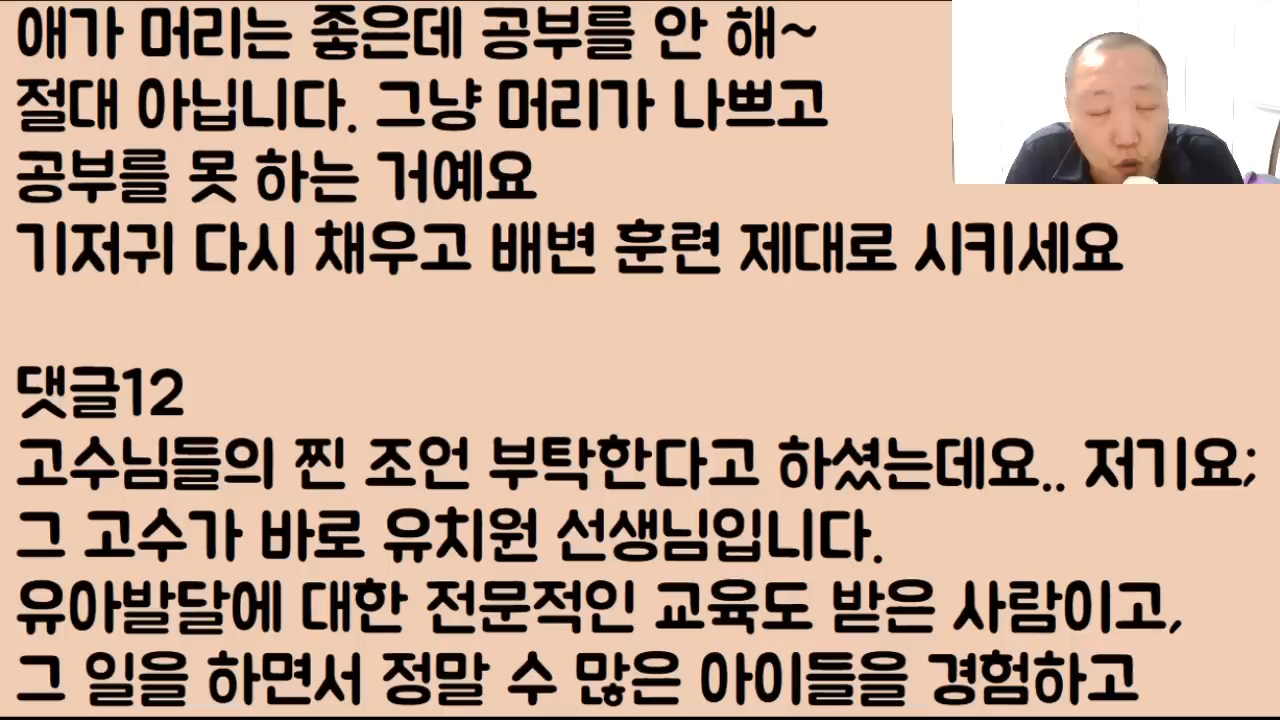 얘가 머리는 좋은데 공부를 안 해~
절대 아닙니다. 그냥 머리가 나쁘고
공부를 못 하는 거예요
기저귀 다시 채우고 배변 훈련 제대로 시키세요
댓글12
고수님들의 찐 조언 부탁한다고 하셨는데요.. 저기요;
그 고수가 바로 유치원 선생님입니다.
유아발달에 대한 전문적인 교육도 받은 사람이고,
그 일을 하면서 정말 수 많은 아이들을 경험하고